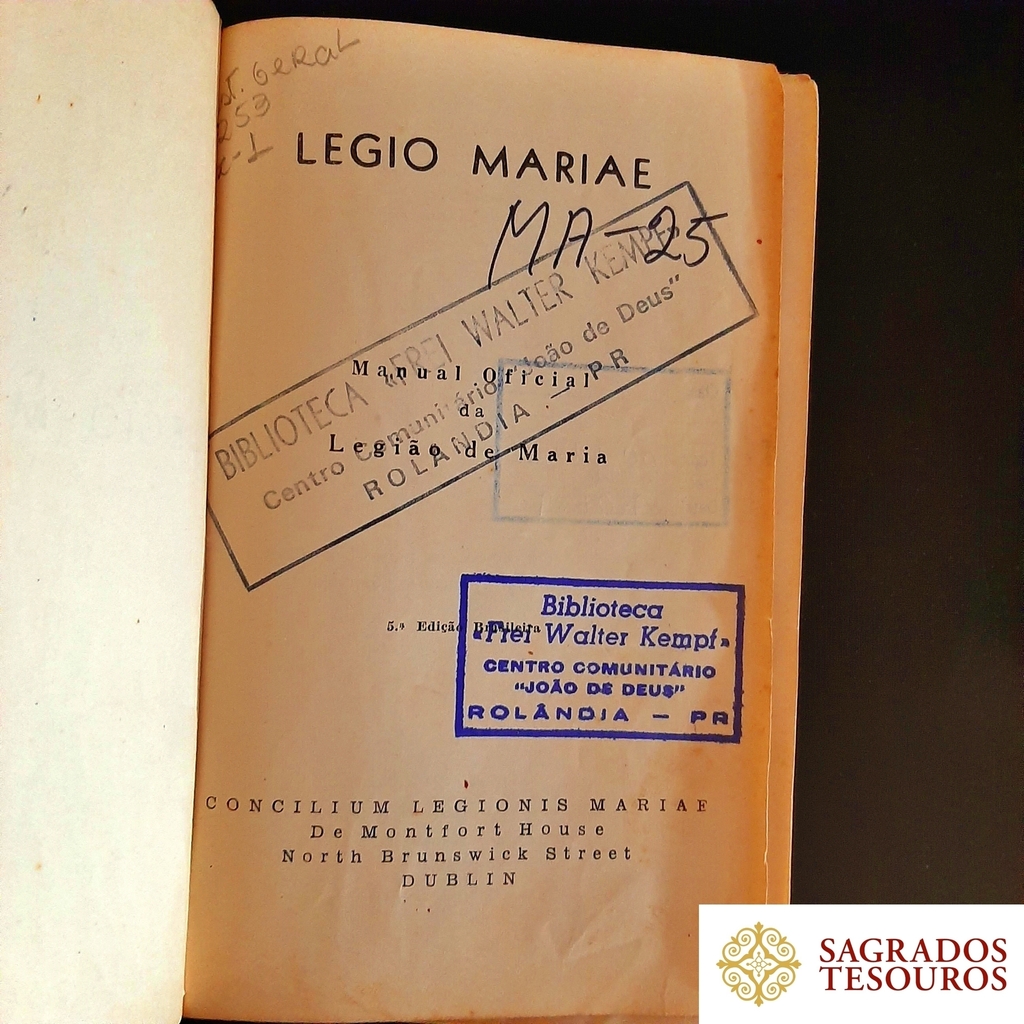 GERAL
253
LEGIO MARIAE
MA-25
BIBLIOTECA "FREI WALTER KEMPF"
Centro Comunitário "João de Deus"
ROLÂNDIA - PR
Manual Oficial
da
Legião de Maria
5.ª Edição Brasileira
Biblioteca
«Frei Walter Kempf»
CENTRO COMUNITÁRIO
"JOÃO DE DEUS"
ROLÂNDIA - PR
CONCILIUM LEGIONIS MARIAE
De Montfort House
North Brunswick Street
DUBLIN
SAGRADOS
TESOUROS